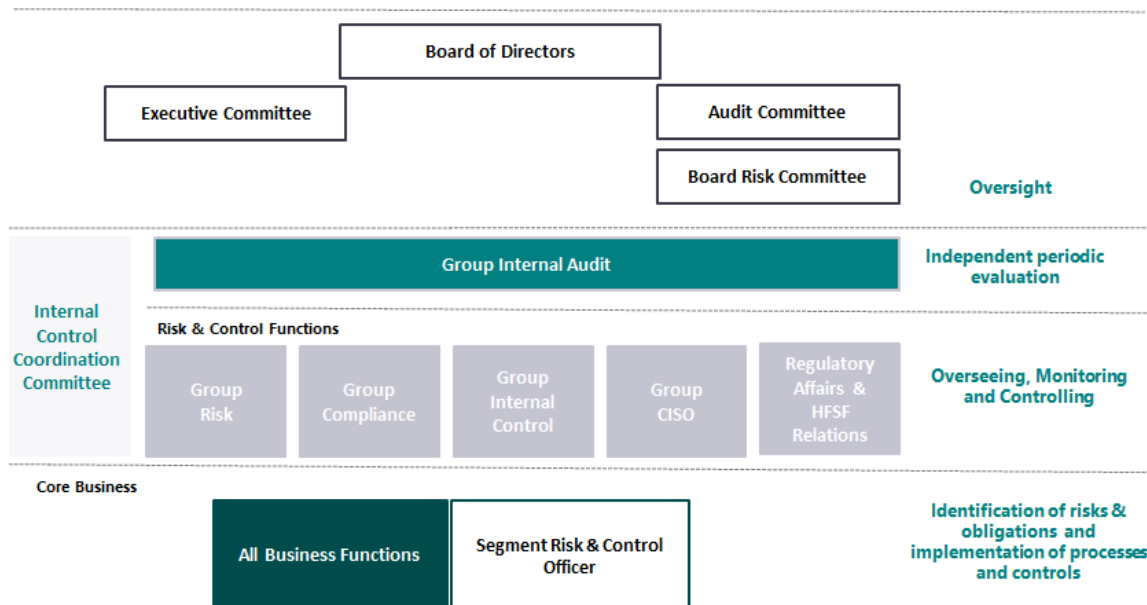 Board of Directors
Executive Committee
Audit Committee
Board Risk Committee
Oversight
Internal
Control
Coordination
Committee
Group Internal Audit
Independent periodic
evaluation
Risk & Control Functions
Group
Risk
Group
Compliance
Group
Internal
Control
Group
CISO
Regulatory
Affairs &
HFSF
Relations
Overseeing, Monitoring
and Controlling
Core Business
All Business Functions
Segment Risk & Control
Officer
Identification of risks &
obligations and
implementation of processes
and controls